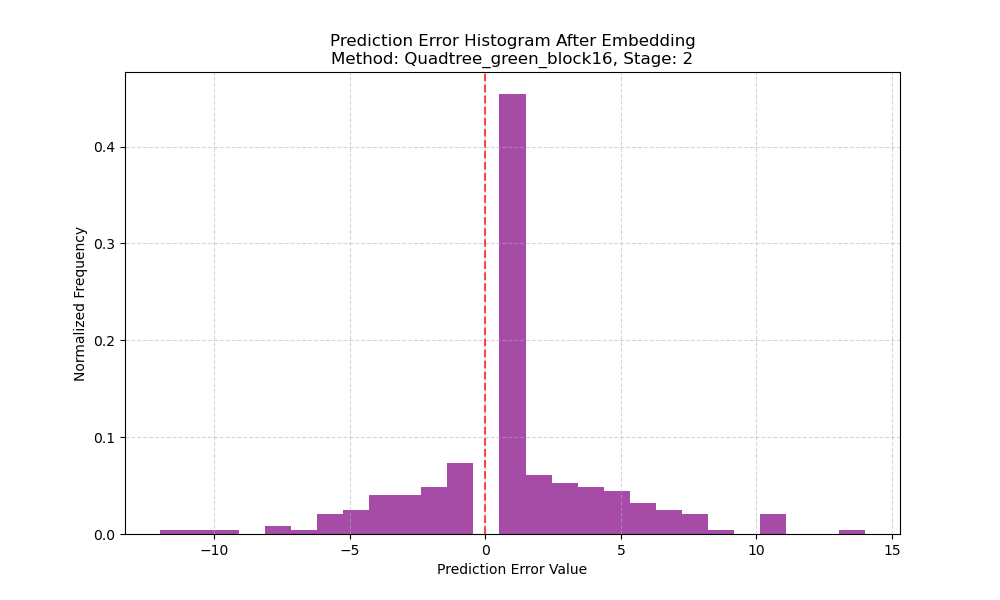 Prediction Error Histogram After Embedding
Method: Quadtree_green_block16, Stage: 2
Normalized Frequency
0.4
0.3
0.2
0.1
0.0
−10
−5
0
5
10
15
Prediction Error Value